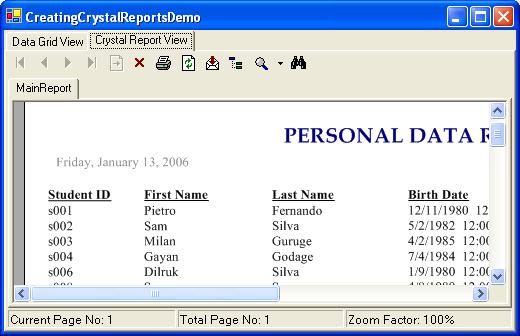 CreatingCrystalReportsDemo
Data Grid View Crystal Report View
MainReport
PERSONAL DATA
Friday, January 13, 2006
Student ID First Name Last Name Birth Date
s001 Pietro Fernando 12/11/1980 12
s002 Sam Silva 5/2/1982 12:00
s003 Milan Guruge 4/2/1985 12:00
s004 Gayan Godage 7/4/1984 12:00
s006 Dilruk Silva 1/9/1980 12:00
Current Page No: 1 Total Page No: 1 Zoom Factor: 100%